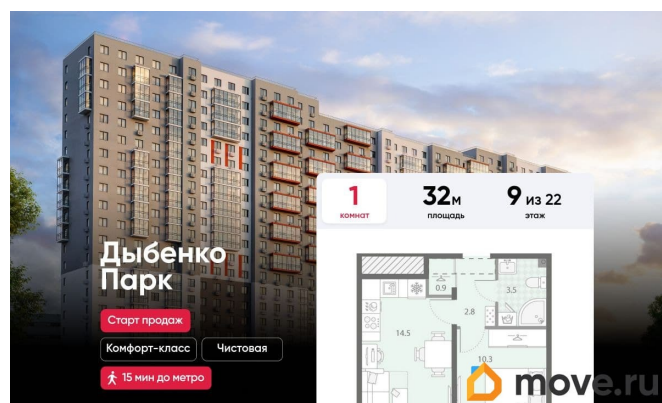 1
комнат
32м
площадь
9 из 22
этаж
Дыбенко
Парк
Старт продаж
Комфорт-класс
Чистовая
15 мин до метро
0.9
3.5
2.8
14.5
10.3
move.ru